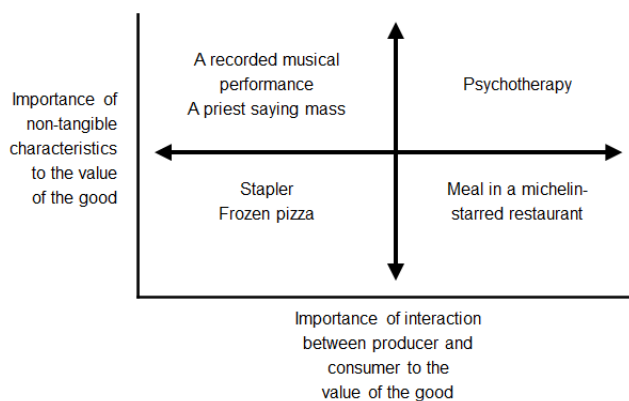 A recorded musical
performance
A priest saying mass
Psychotherapy
Importance of
non-tangible
characteristics
to the value
of the good
Stapler
Frozen pizza
Meal in a michelin-
starred restaurant
Importance of interaction
between producer and
consumer to the
value of the good